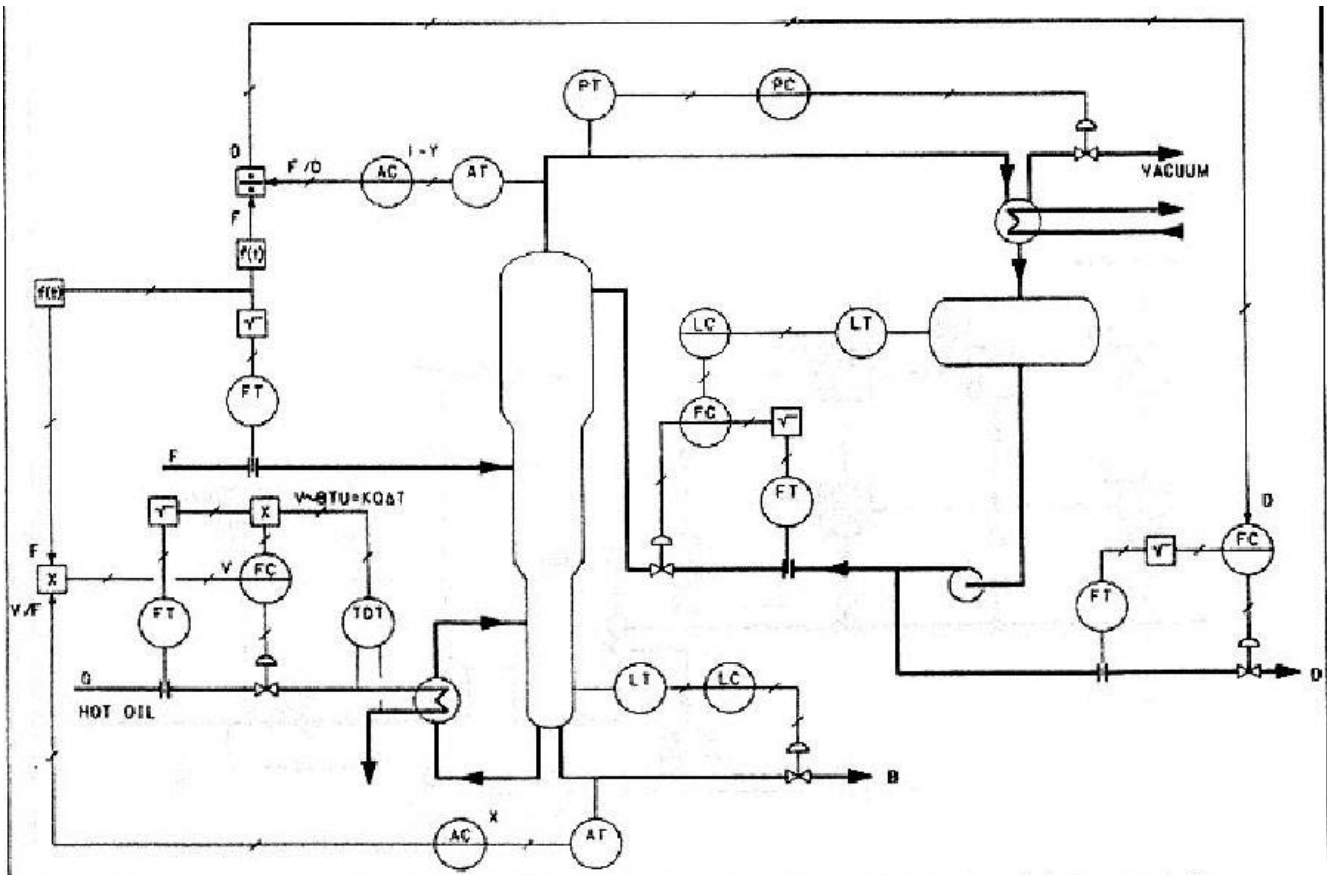 PT
PC
VACUUM
D
F/D
AC
1-Y
AT
÷
F
f(t)
f(t)
√
FT
F
LC
LT
FC
√
FT
V~BTU=KQΔT
√
X
F
X
V
FC
V/F
FT
TDT
Q
HOT OIL
D
FC
√
FT
D
LT
LC
B
X
AC
AT